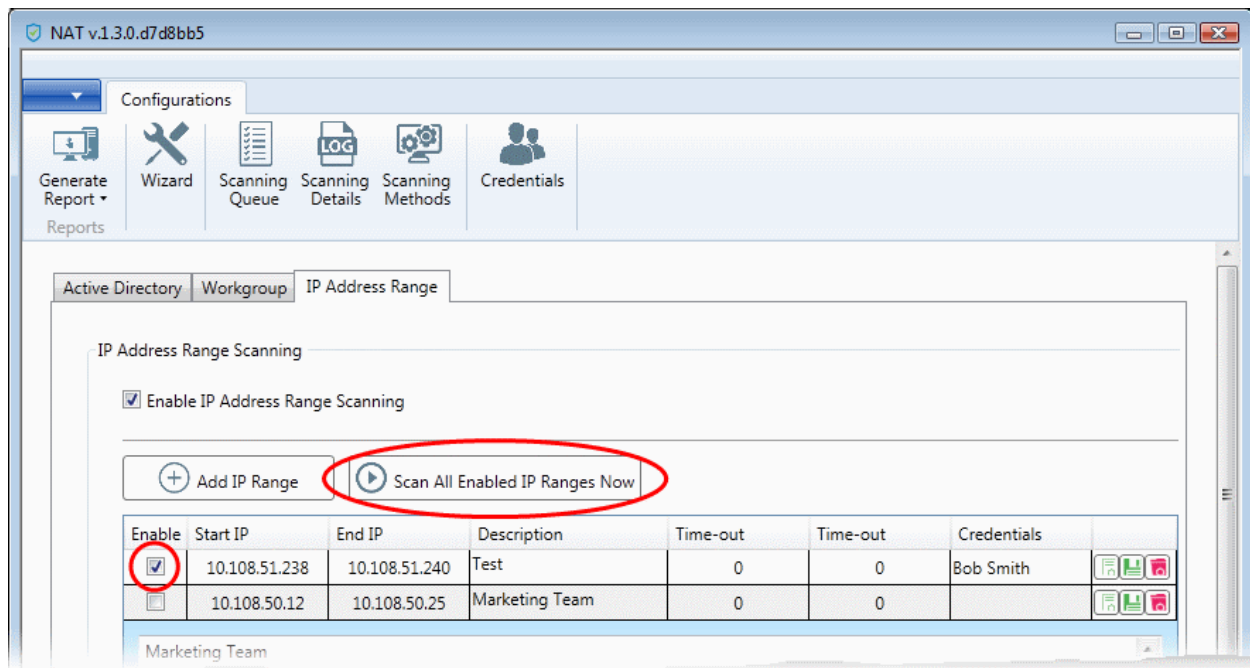 NAT v.1.3.0.d7d8bb5
Configurations
Generate Report
Wizard
Scanning Queue
LOG
Scanning Details
Scanning Methods
Credentials
Reports
Active Directory
Workgroup
IP Address Range
IP Address Range Scanning
Enable IP Address Range Scanning
Add IP Range
Scan All Enabled IP Ranges Now
Enable Start IP End IP Description Time-out Time-out Credentials
10.108.51.238 10.108.51.240 Test 0 0 Bob Smith
10.108.50.12 10.108.50.25 Marketing Team 0 0
Marketing Team